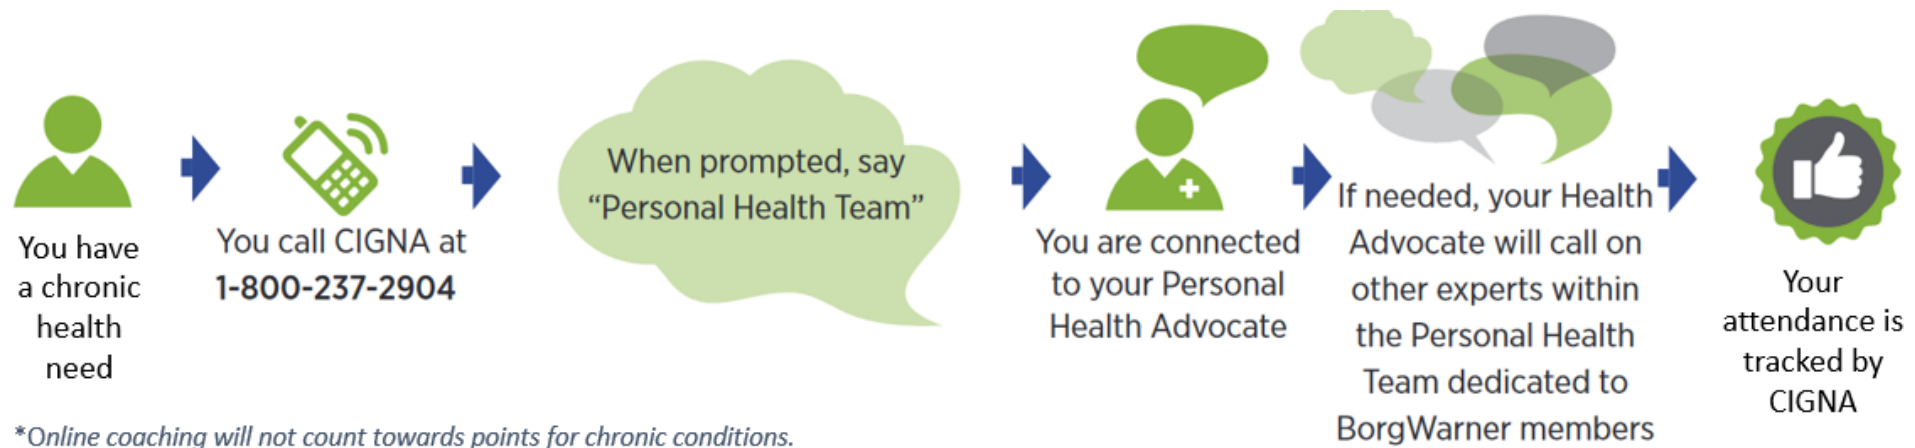 You have
a chronic
health
need
You call CIGNA at
1-800-237-2904
When prompted, say
“Personal Health Team”
You are connected
to your Personal
Health Advocate
If needed, your Health
Advocate will call on
other experts within
the Personal Health
Team dedicated to
BorgWarner members
Your
attendance is
tracked by
CIGNA
*Online coaching will not count towards points for chronic conditions.